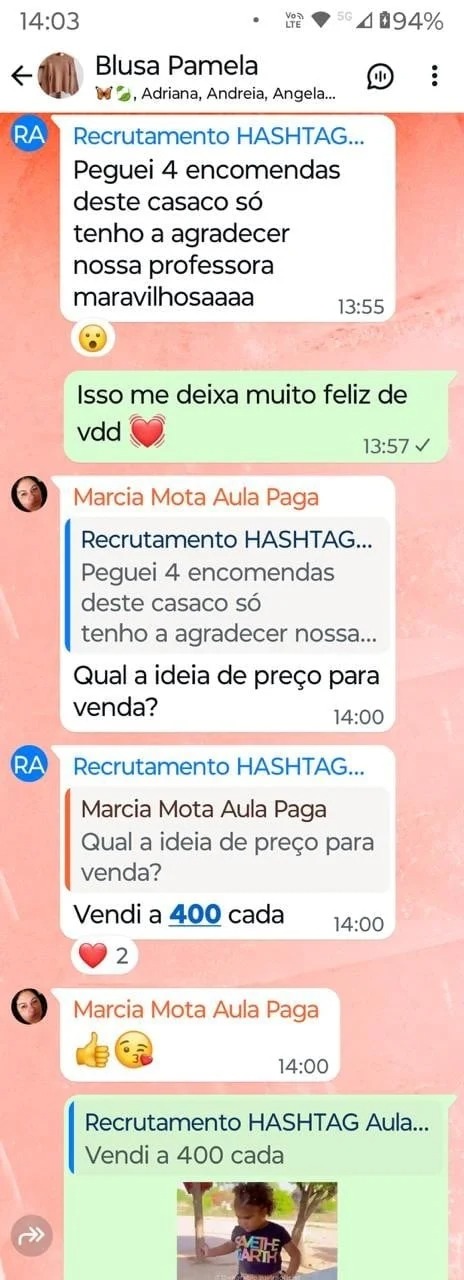 14:03
Vo))
LTE
5G
94%
Blusa Pamela
, Adriana, Andreia, Angela...
RA
Recrutamento HASHTAG...
Peguei 4 encomendas
deste casaco só
tenho a agradecer
nossa professora
maravilhosaaaa
13:55
Isso me deixa muito feliz de
vdd
13:57
Marcia Mota Aula Paga
Recrutamento HASHTAG...
Peguei 4 encomendas
deste casaco só
tenho a agradecer nossa...
Qual a ideia de preço para
venda?
14:00
RA
Recrutamento HASHTAG...
Marcia Mota Aula Paga
Qual a ideia de preço para
venda?
Vendi a 400 cada
14:00
2
Marcia Mota Aula Paga
14:00
Recrutamento HASHTAG Aula...
Vendi a 400 cada